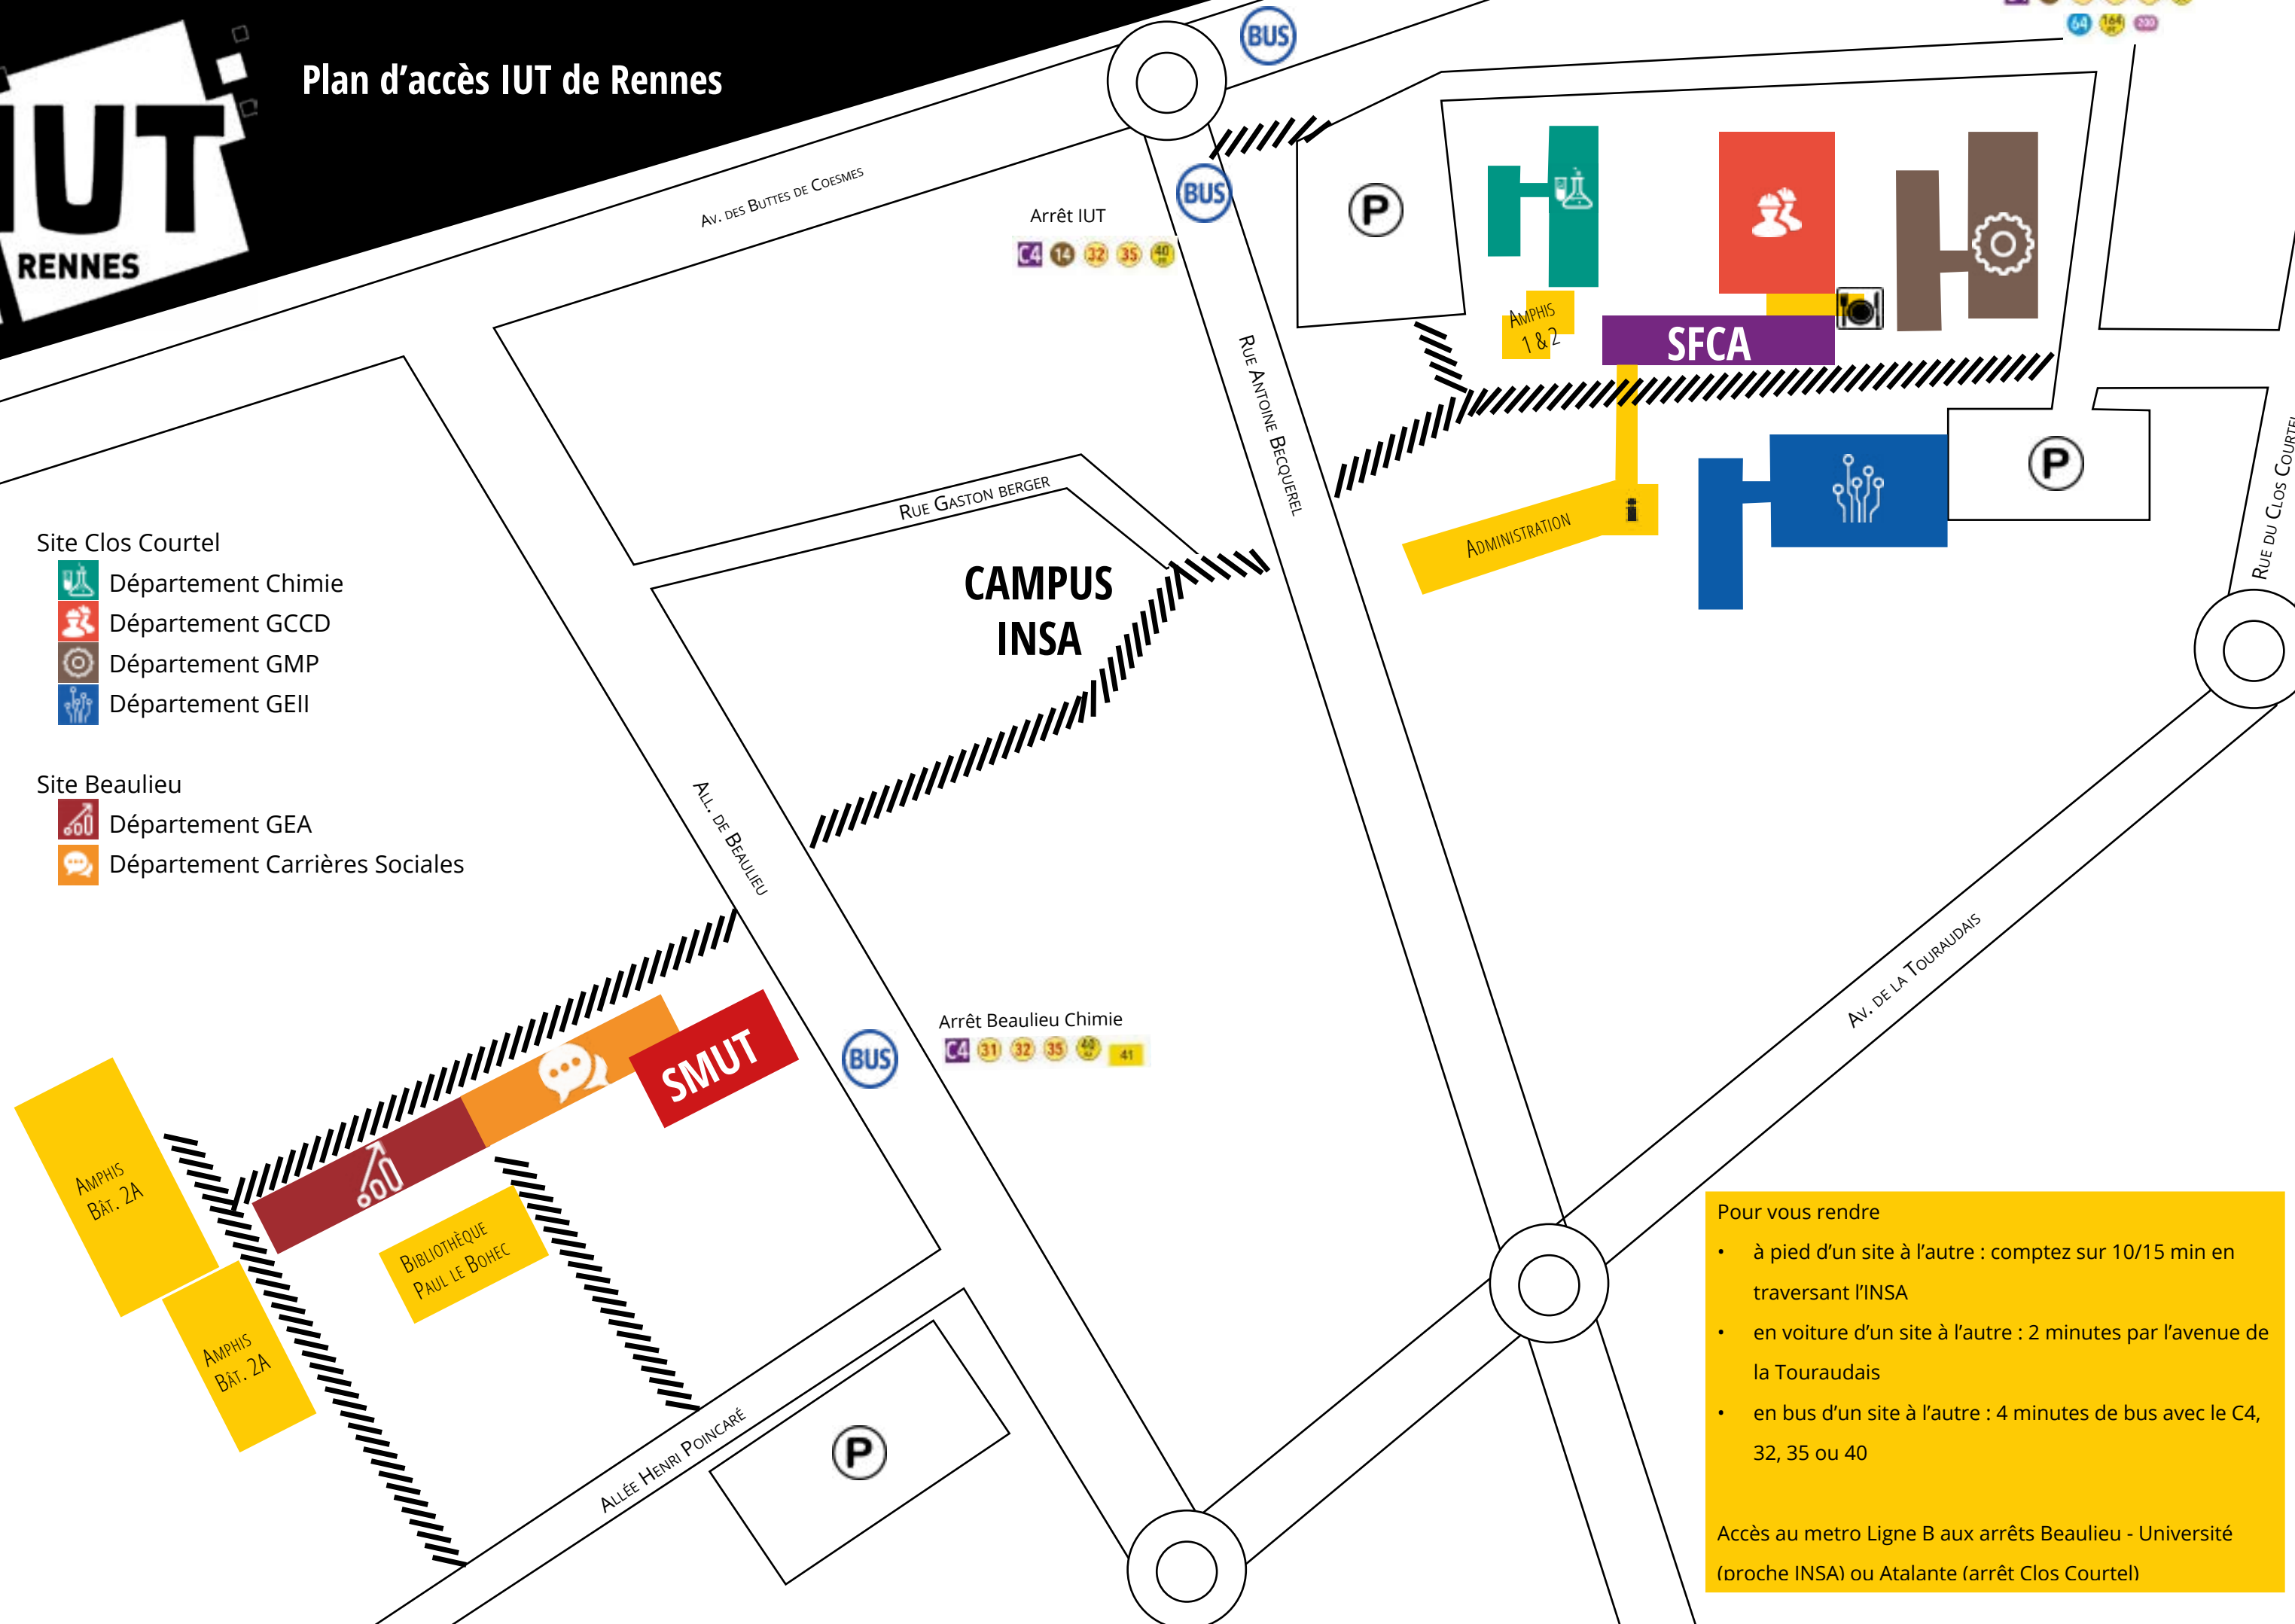 IUT
RENNES
Plan d'accès IUT de Rennes
BUS
64 164 200
Av. des Buttes de Coesmes
BUS
Arrêt IUT
C4 14 32 35 40
P
Amphis
1 & 2
SFCA
Rue Antoine Becquerel
Rue Gaston berger
Administration
i
P
Rue du Clos Courtel
CAMPUS
INSA
Site Clos Courtel
Département Chimie
Département GCCD
Département GMP
Département GEII
Site Beaulieu
Département GEA
Département Carrières Sociales
All. de Beaulieu
Av. de la Touraudais
SMUT
BUS
Arrêt Beaulieu Chimie
C4 31 32 35 40 41
Amphis
Bât. 2A
Bibliothèque
Paul le Bohec
Amphis
Bât. 2A
Allée Henri Poincaré
P
Pour vous rendre
• à pied d'un site à l'autre : comptez sur 10/15 min en
traversant l'INSA
• en voiture d'un site à l'autre : 2 minutes par l'avenue de
la Touraudais
• en bus d'un site à l'autre : 4 minutes de bus avec le C4,
32, 35 ou 40
Accès au metro Ligne B aux arrêts Beaulieu - Université
(proche INSA) ou Atalante (arrêt Clos Courtel)